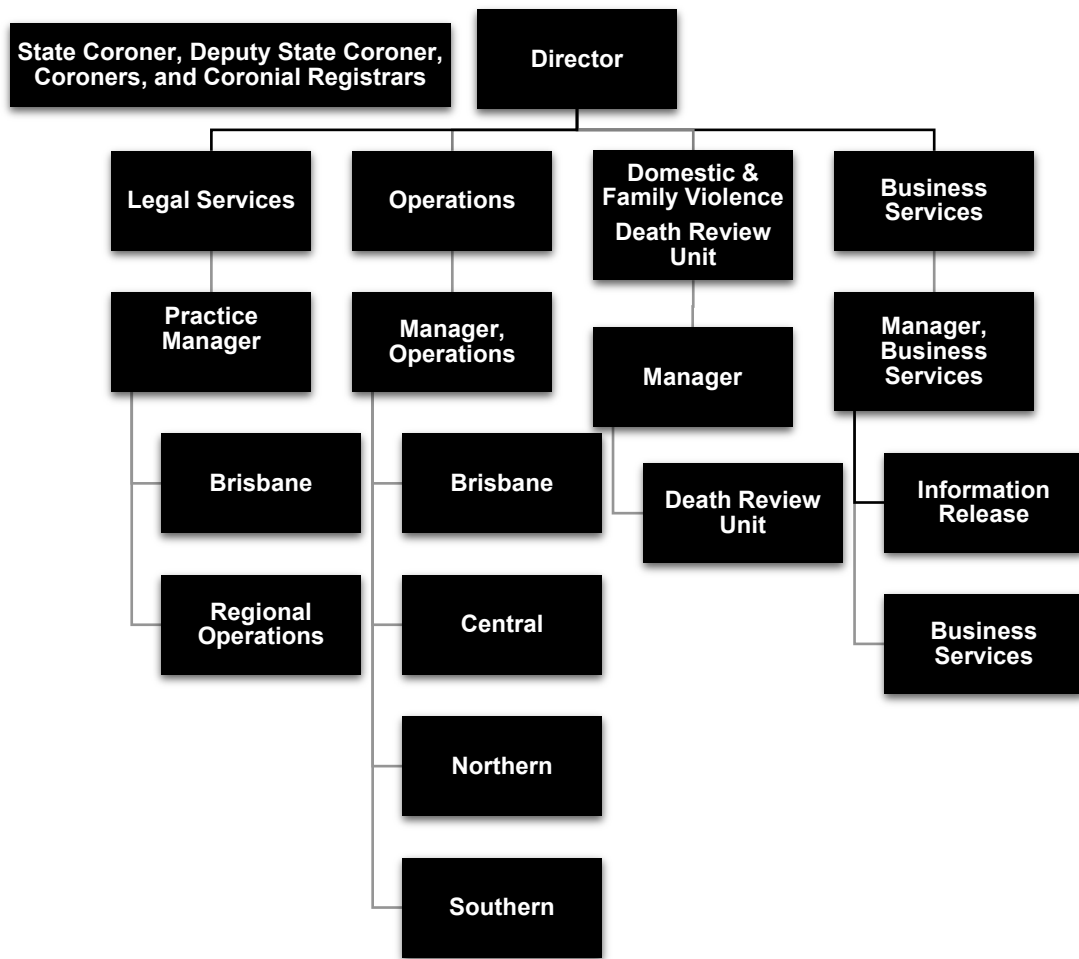 State Coroner, Deputy State Coroner,
Coroners, and Coronial Registrars
Director
Legal Services
Operations
Domestic &
Family Violence
Death Review
Unit
Business
Services
Practice
Manager
Manager,
Operations
Manager
Manager,
Business
Services
Brisbane
Brisbane
Death Review
Unit
Information
Release
Regional
Operations
Central
Business
Services
Northern
Southern